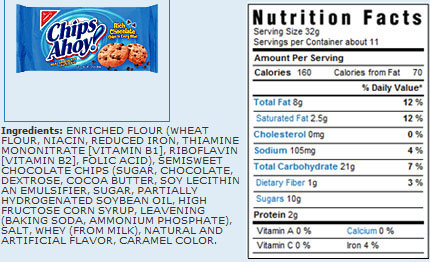 Chips
Ahoy!
Rich
Chocolate
Ingredients: ENRICHED FLOUR (WHEAT
FLOUR, NIACIN, REDUCED IRON, THIAMINE
MONONITRATE [VITAMIN B1], RIBOFLAVIN
[VITAMIN B2], FOLIC ACID), SEMISWEET
CHOCOLATE CHIPS (SUGAR, CHOCOLATE,
DEXTROSE, COCOA BUTTER, SOY LECITHIN
AN EMULSIFIER, SUGAR, PARTIALLY
HYDROGENATED SOYBEAN OIL, HIGH
FRUCTOSE CORN SYRUP, LEAVENING
(BAKING SODA, AMMONIUM PHOSPHATE),
SALT, WHEY (FROM MILK), NATURAL AND
ARTIFICIAL FLAVOR, CARAMEL COLOR.
Nutrition Facts
Serving Size 32g
Servings per Container about 11
Amount Per Serving
Calories 160 Calories from Fat 70
% Daily Value*
Total Fat 8g 12 %
Saturated Fat 2.5g 12 %
Cholesterol 0mg 0 %
Sodium 105mg 4 %
Total Carbohydrate 21g 7 %
Dietary Fiber 1g 3 %
Sugars 10g
Protein 2g
Vitamin A 0 % Calcium 0 %
Vitamin C 0 % Iron 4 %